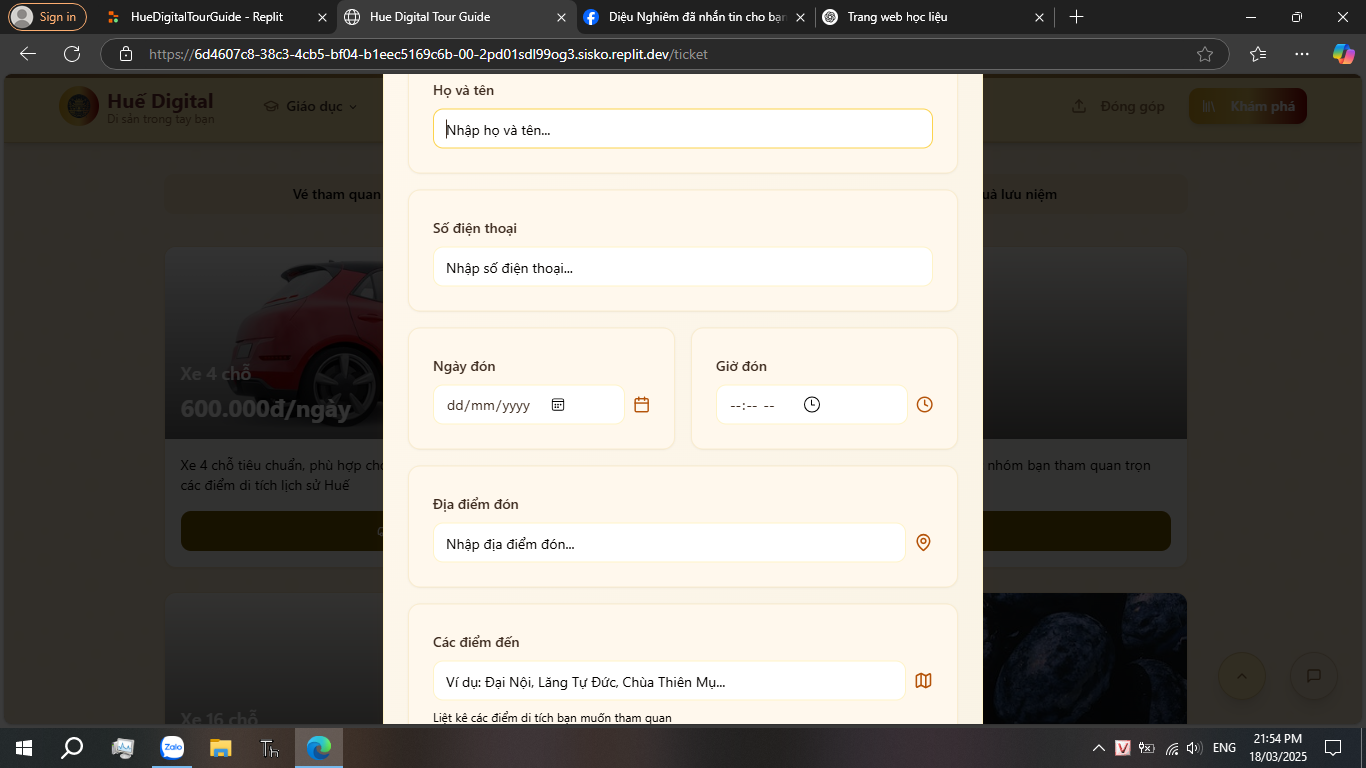 Sign in
HueDigitalTourGuide - Replit
Hue Digital Tour Guide
Diệu Nghiêm đã nhắn tin cho bạn
Trang web học liệu
https://6d4607c8-38c3-4cb5-bf04-b1eec5169c6b-00-2pd01sdl99og3.sisko.replit.dev/ticket
Huế Digital
Di sản trong tay bạn
Giáo dục
Đóng góp
Khám phá
Vé tham quan
uà lưu niệm
Họ và tên
Nhập họ và tên...
Số điện thoại
Nhập số điện thoại...
Ngày đón
dd/mm/yyyy
Giờ đón
--:-- --
Địa điểm đón
Nhập địa điểm đón...
Các điểm đến
Ví dụ: Đại Nội, Lăng Tự Đức, Chùa Thiên Mụ...
Liệt kê các điểm di tích bạn muốn tham quan
Xe 4 chỗ
600.000đ/ngày
Xe 4 chỗ tiêu chuẩn, phù hợp ch
các điểm di tích lịch sử Huế
nhóm bạn tham quan trọn
Xe 16 chỗ
Zalo
Th
V
ENG
21:54 PM
18/03/2025